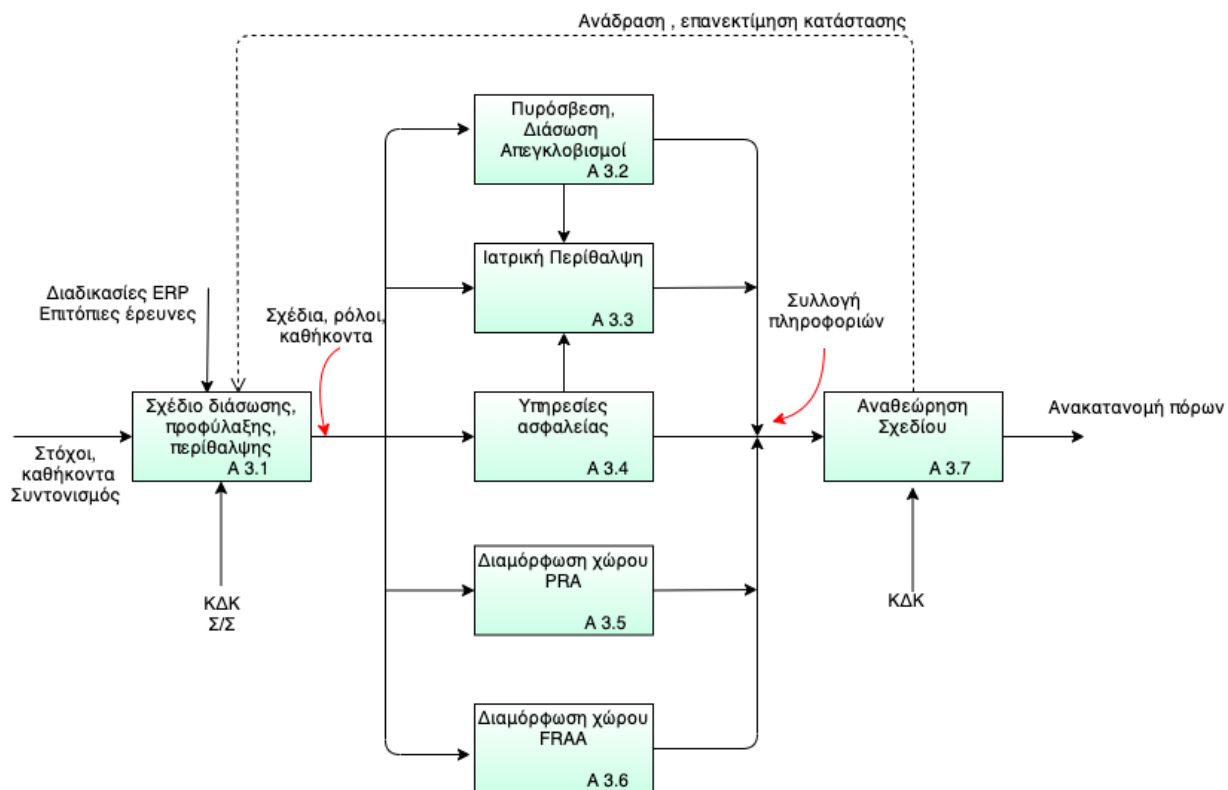 Ανάδραση , επανεκτίμηση κατάστασης
Πυρόσβεση,
Διάσωση
Απεγκλοβισμοί
A 3.2
Ιατρική Περίθαλψη
A 3.3
Διαδικασίες ERP
Επιτόπιες έρευνες
Σχέδια, ρόλοι,
καθήκοντα
Συλλογή
πληροφοριών
Σχέδιο διάσωσης,
προφύλαξης,
περίθαλψης
A 3.1
Υπηρεσίες
ασφαλείας
A 3.4
Αναθεώρηση
Σχεδίου
A 3.7
Ανακατανομή πόρων
Στόχοι,
καθήκοντα
Συντονισμός
Διαμόρφωση χώρου
PRA
A 3.5
ΚΔΚ
Σ/Σ
ΚΔΚ
Διαμόρφωση χώρου
FRAA
A 3.6